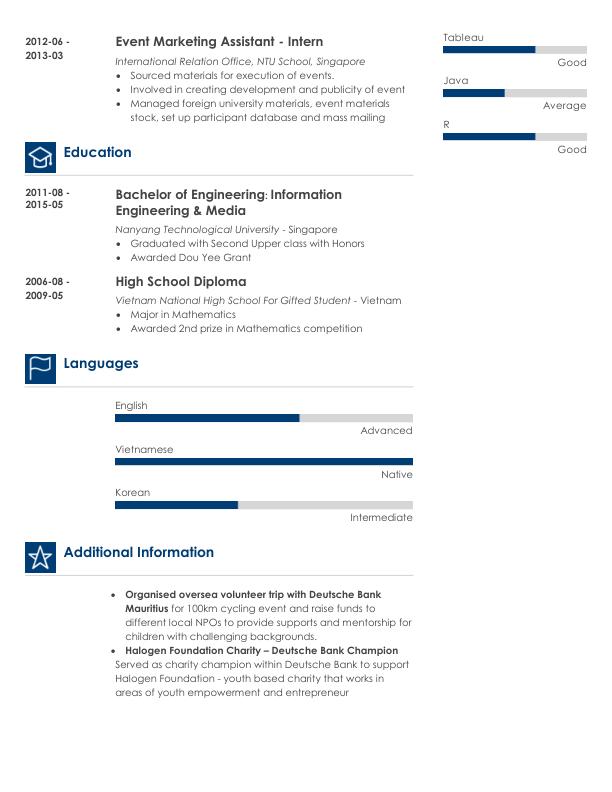 2012-06 -
2013-03
Event Marketing Assistant - Intern
International Relation Office, NTU School, Singapore
• Sourced materials for execution of events.
• Involved in creating development and publicity of event
• Managed foreign university materials, event materials
stock, set up participant database and mass mailing
Education
2011-08 -
2015-05
Bachelor of Engineering: Information
Engineering & Media
Nanyang Technological University - Singapore
• Graduated with Second Upper class with Honors
• Awarded Dou Yee Grant
2006-08 -
2009-05
High School Diploma
Vietnam National High School For Gifted Student - Vietnam
• Major in Mathematics
• Awarded 2nd prize in Mathematics competition
Languages
English
Advanced
Vietnamese
Native
Korean
Intermediate
Additional Information
• Organised oversea volunteer trip with Deutsche Bank
Mauritius for 100km cycling event and raise funds to
different local NPOs to provide supports and mentorship for
children with challenging backgrounds.
• Halogen Foundation Charity – Deutsche Bank Champion
Served as charity champion within Deutsche Bank to support
Halogen Foundation - youth based charity that works in
areas of youth empowerment and entrepreneur
Tableau
Good
Java
Average
R
Good